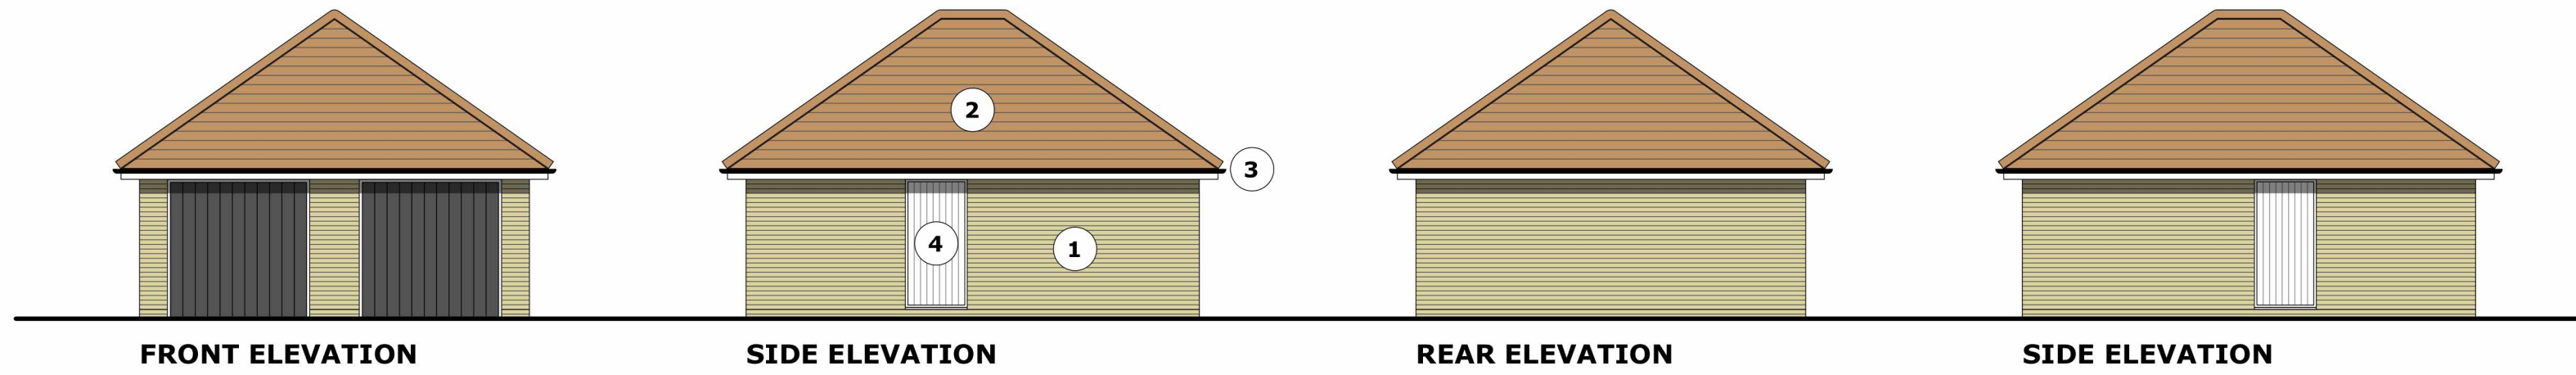 2
3
4
1
FRONT ELEVATION
SIDE ELEVATION
REAR ELEVATION
SIDE ELEVATION